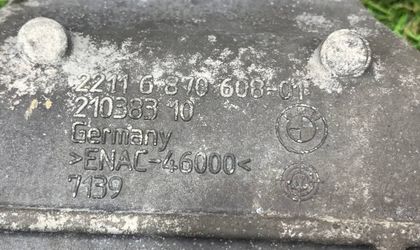 2211 6 870 608-01
210383 10
Germany
>ENAC-46000<
7139